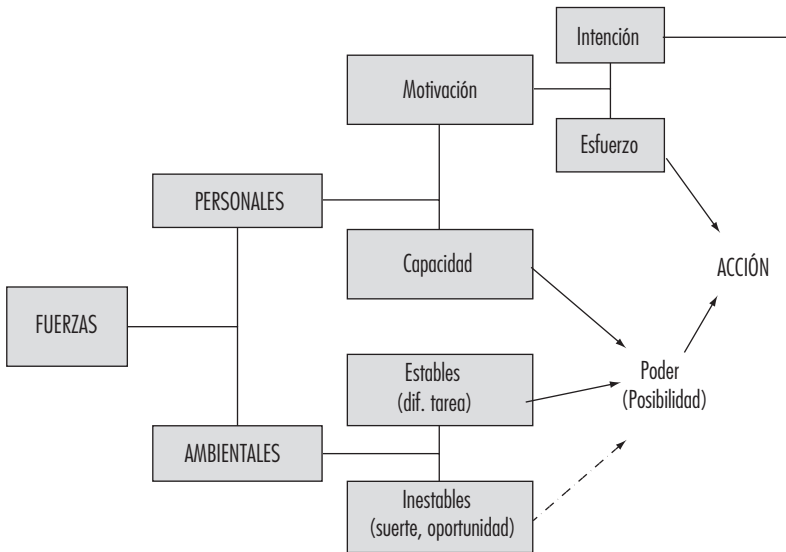 Intención
Motivación
Esfuerzo
PERSONALES
Capacidad
ACCIÓN
FUERZAS
Estables
(dif. tarea)
Poder
(Posibilidad)
AMBIENTALES
Inestables
(suerte, oportunidad)